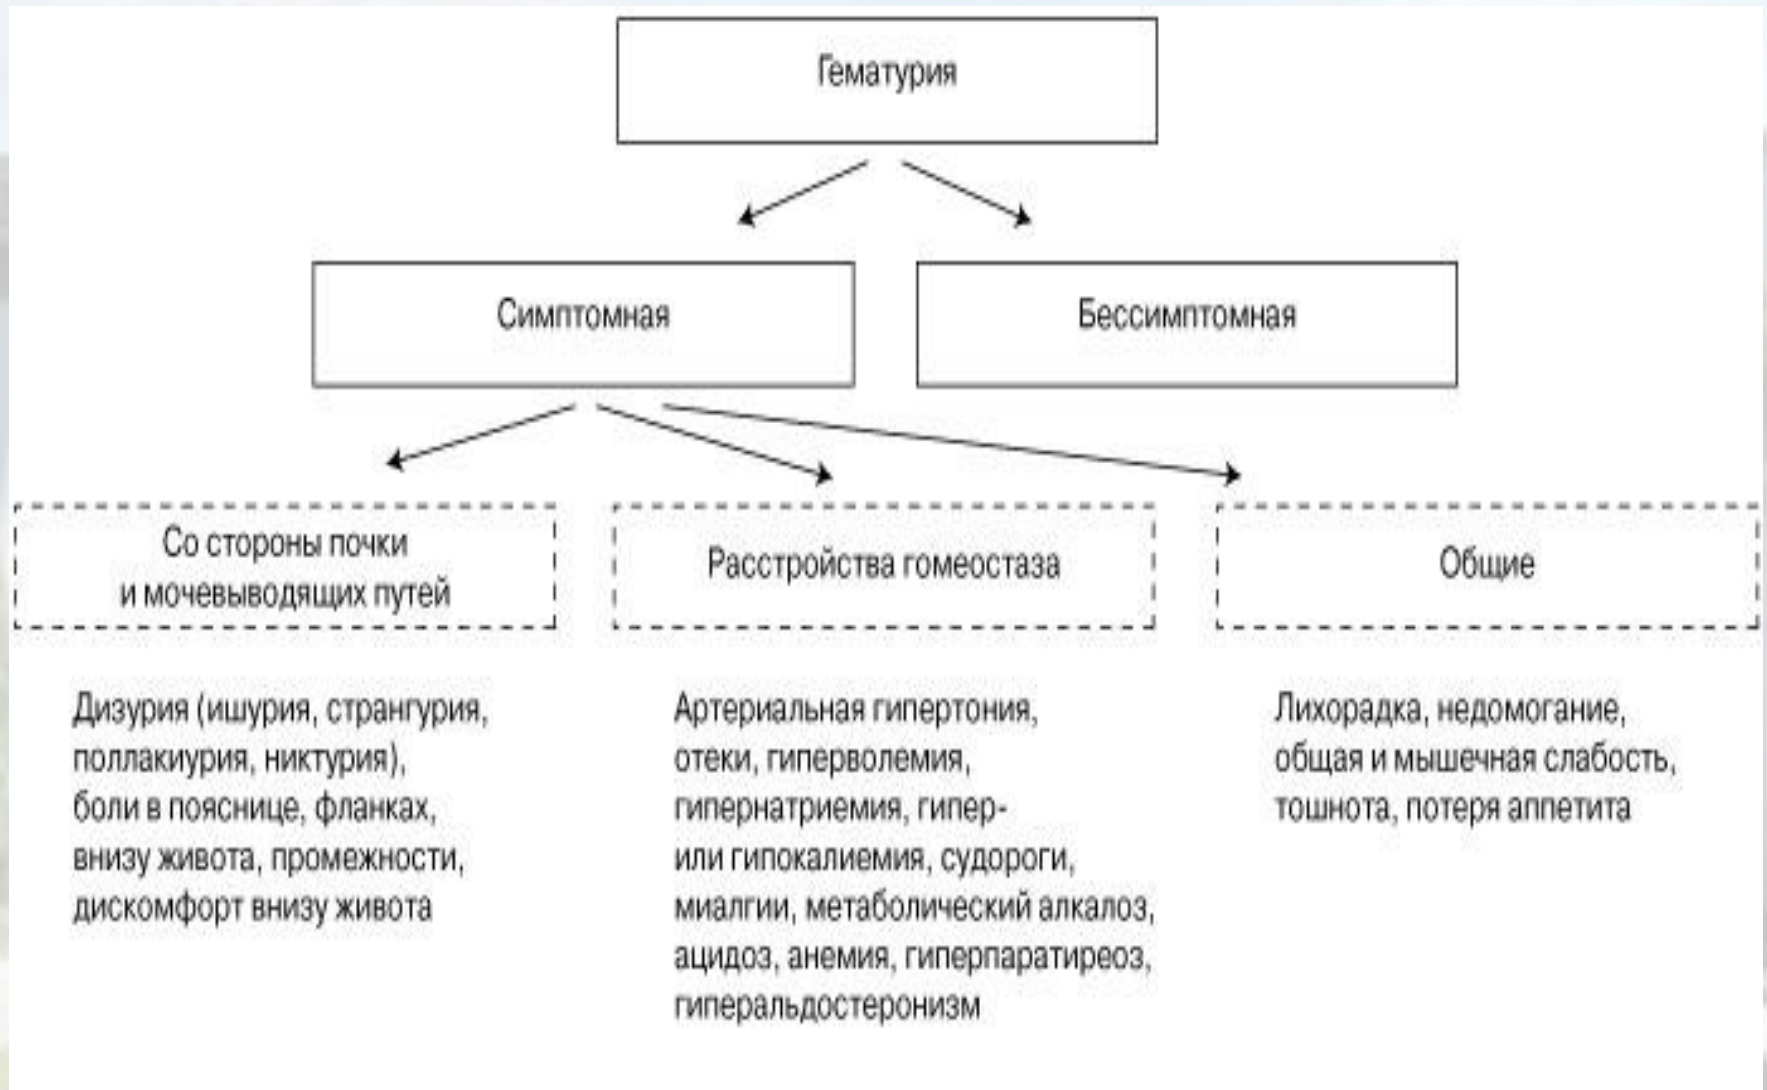 Гематурия
Симптомная
Бессимптомная
Со стороны почки
и мочевыводящих путей
Расстройства гомеостаза
Общие
Дизурия (ишурия, странгурия,
поллакиурия, никтурия),
боли в пояснице, фланках,
внизу живота, промежности,
дискомфорт внизу живота
Артериальная гипертония,
отеки, гиперволемия,
гипернатриемия, гипер-
или гипокалиемия, судороги,
миалгии, метаболический алкалоз,
ацидоз, анемия, гиперпаратиреоз,
гиперальдостеронизм
Лихорадка, недомогание,
общая и мышечная слабость,
тошнота, потеря аппетита